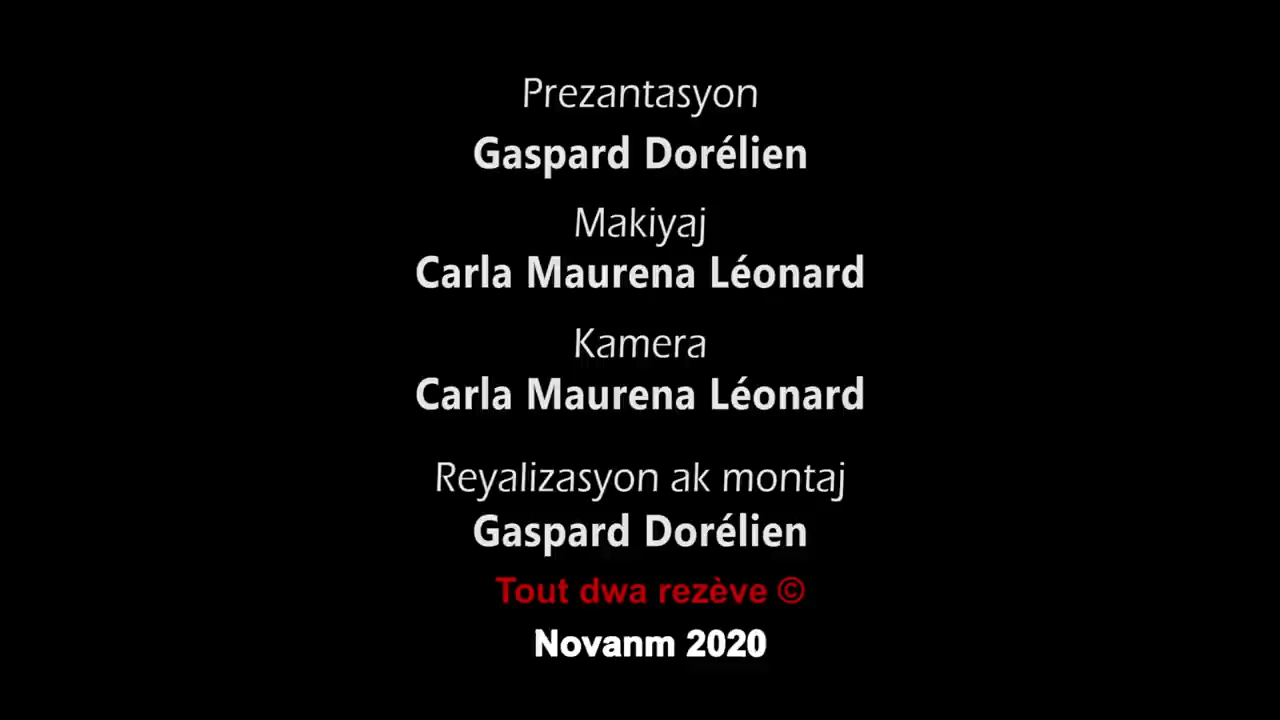 Prezantasyon
Gaspard Dorélien
Makiyaj
Carla Maurena Léonard
Kamera
Carla Maurena Léonard
Reyalizasyon ak montaj
Gaspard Dorélien
Tout dwa rezève ©
Novanm 2020